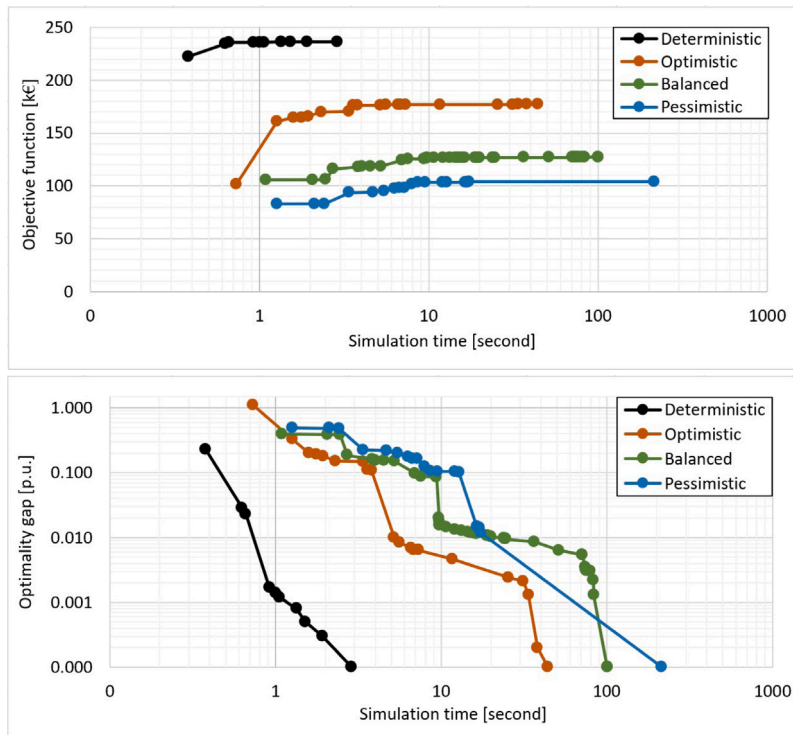 250
200
150
100
50
0
Objective function [k€]
0
1
10
100
1000
Simulation time [second]
Deterministic
Optimistic
Balanced
Pessimistic
1.000
0.100
0.010
0.001
0.000
Optimality gap [p.u.]
0
1
10
100
1000
Simulation time [second]
Deterministic
Optimistic
Balanced
Pessimistic